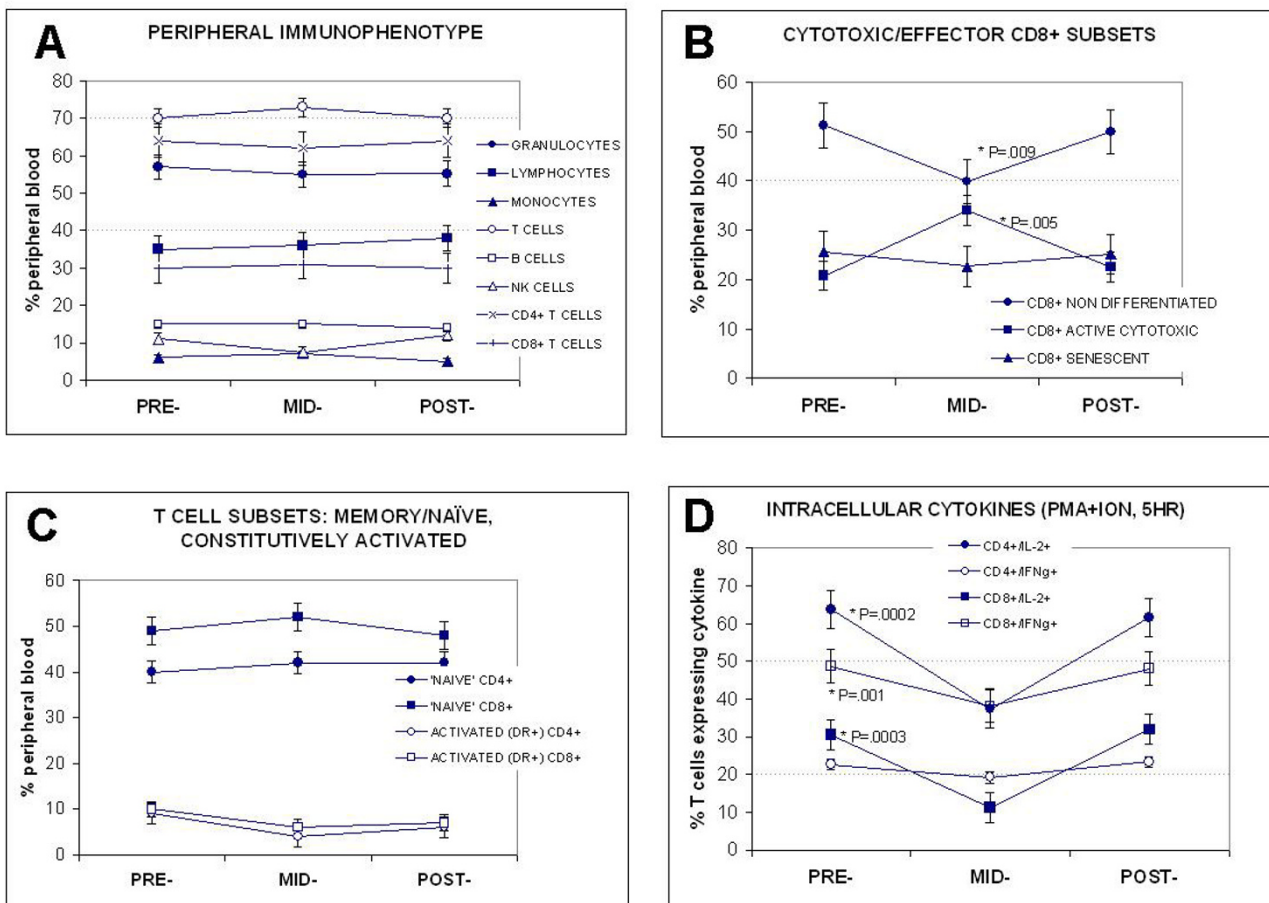 A
PERIPHERAL IMMUNOPHENOTYPE
% peripheral blood
80
70
60
50
40
30
20
10
0
PRE-
MID-
POST-
GRANULOCYTES
LYMPHOCYTES
MONOCYTES
T CELLS
B CELLS
NK CELLS
CD4+ T CELLS
CD8+ T CELLS
B
CYTOTOXIC/EFFECTOR CD8+ SUBSETS
% peripheral blood
60
50
40
30
20
10
0
* P=.009
* P=.005
CD8+ NON DIFFERENTIATED
CD8+ ACTIVE CYTOTOXIC
CD8+ SENESCENT
PRE-
MID-
POST-
C
T CELL SUBSETS: MEMORY/NAÏVE,
CONSTITUTIVELY ACTIVATED
% peripheral blood
60
50
40
30
20
10
0
'NAIVE' CD4+
'NAIVE' CD8+
ACTIVATED (DR+) CD4+
ACTIVATED (DR+) CD8+
PRE-
MID-
POST-
D
INTRACELLULAR CYTOKINES (PMA+ION, 5HR)
% T cells expressing cytokine
80
70
60
50
40
30
20
10
0
CD4+/IL-2+
CD4+/IFNg+
CD8+/IL-2+
CD8+/IFNg+
* P=.0002
* P=.001
* P=.0003
PRE-
MID-
POST-